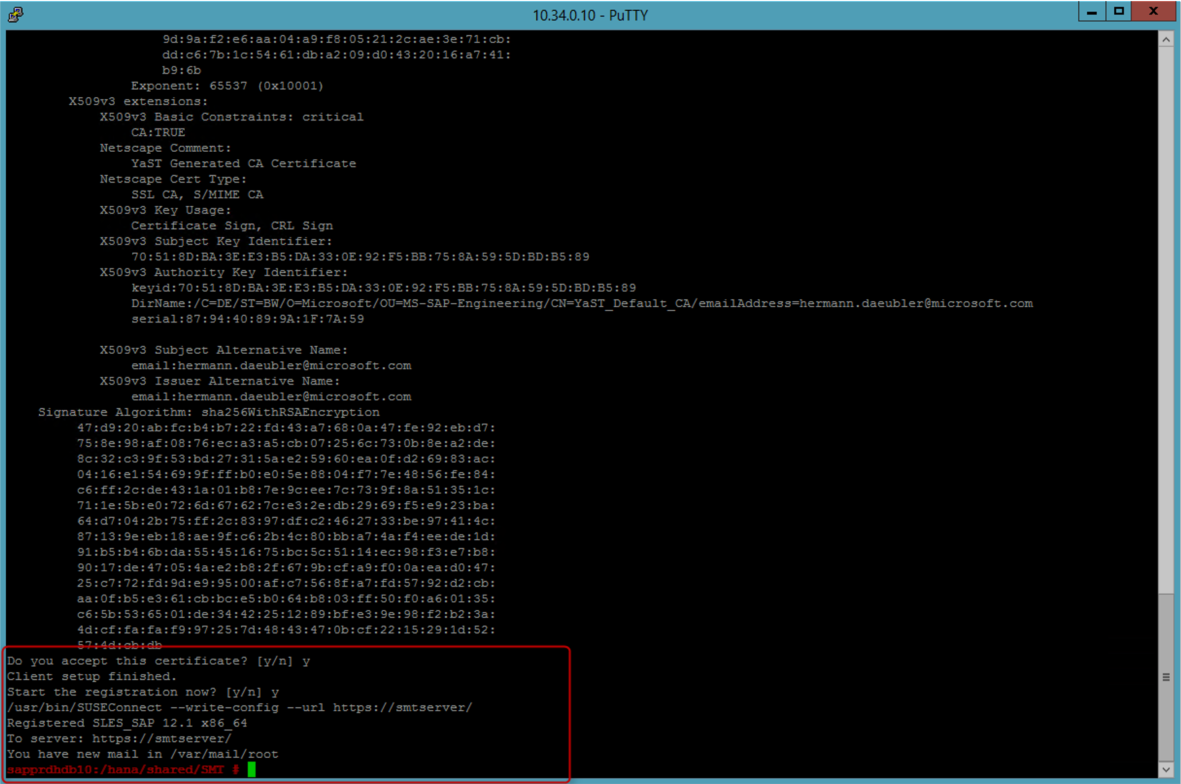 10.34.0.10 - PuTTY
9d:9a:f2:e6:aa:04:a9:f8:05:21:2c:ae:3e:71:cb:
dd:c6:7b:1c:54:61:db:a2:09:d0:43:20:16:a7:41:
b9:6b
Exponent: 65537 (0x10001)
X509v3 extensions:
X509v3 Basic Constraints: critical
CA:TRUE
Netscape Comment:
YaST Generated CA Certificate
Netscape Cert Type:
SSL CA, S/MIME CA
X509v3 Key Usage:
Certificate Sign, CRL Sign
X509v3 Subject Key Identifier:
70:51:8D:BA:3E:E3:B5:DA:33:0E:92:F5:BB:75:8A:59:5D:BD:B5:89
X509v3 Authority Key Identifier:
keyid:70:51:8D:BA:3E:E3:B5:DA:33:0E:92:F5:BB:75:8A:59:5D:BD:B5:89
DirName:/C=DE/ST=BW/O=Microsoft/OU=MS-SAP-Engineering/CN=YaST_Default_CA/emailAddress=hermann.daeubler@microsoft.com
serial:87:94:40:89:9A:1F:7A:59
X509v3 Subject Alternative Name:
email:hermann.daeubler@microsoft.com
X509v3 Issuer Alternative Name:
email:hermann.daeubler@microsoft.com
Signature Algorithm: sha256WithRSAEncryption
47:d9:20:ab:fc:b4:b7:22:fd:43:a7:68:0a:47:fe:92:eb:d7:
75:8e:98:af:08:76:ec:a3:a5:cb:07:25:6c:73:0b:8e:a2:de:
8c:32:c3:9f:53:bd:27:31:5a:e2:59:60:ea:0f:d2:69:83:ac:
04:16:e1:54:69:9f:ff:b0:e0:5e:88:04:f7:7e:48:56:fe:84:
c6:ff:2c:de:43:1a:01:b8:7e:9c:ee:7c:73:9f:8a:51:35:1c:
71:1e:5b:e0:72:6d:67:62:7c:e3:2e:db:29:69:f5:e9:23:ba:
64:d7:04:2b:75:ff:2c:83:97:df:c2:46:27:33:be:97:41:4c:
87:13:9e:eb:18:ae:9f:c6:2b:4c:80:bb:a7:4a:f4:ee:de:1d:
91:b5:b4:6b:da:55:45:16:75:bc:5c:51:14:ec:98:f3:e7:b8:
90:17:de:47:05:4a:e2:b8:2f:67:9b:cf:a9:f0:0a:ea:d0:47:
25:c7:72:fd:9d:e9:95:00:af:c7:56:8f:a7:fd:57:92:d2:cb:
aa:0f:b5:e3:61:cb:bc:e5:b0:64:b8:03:ff:50:f0:a6:01:35:
c6:5b:53:65:01:de:34:42:25:12:89:bf:e3:9e:98:f2:b2:3a:
4d:cf:fa:fa:f9:97:25:7d:48:43:47:0b:cf:22:15:29:1d:52:
57:4d:cb:db
Do you accept this certificate? [y/n] y
Client setup finished.
Start the registration now? [y/n] y
/usr/bin/SUSEConnect --write-config --url https://smtserver/
Registered SLES_SAP 12.1 x86_64
To server: https://smtserver/
You have new mail in /var/mail/root
sapprdhdb10:/hana/shared/SMT #